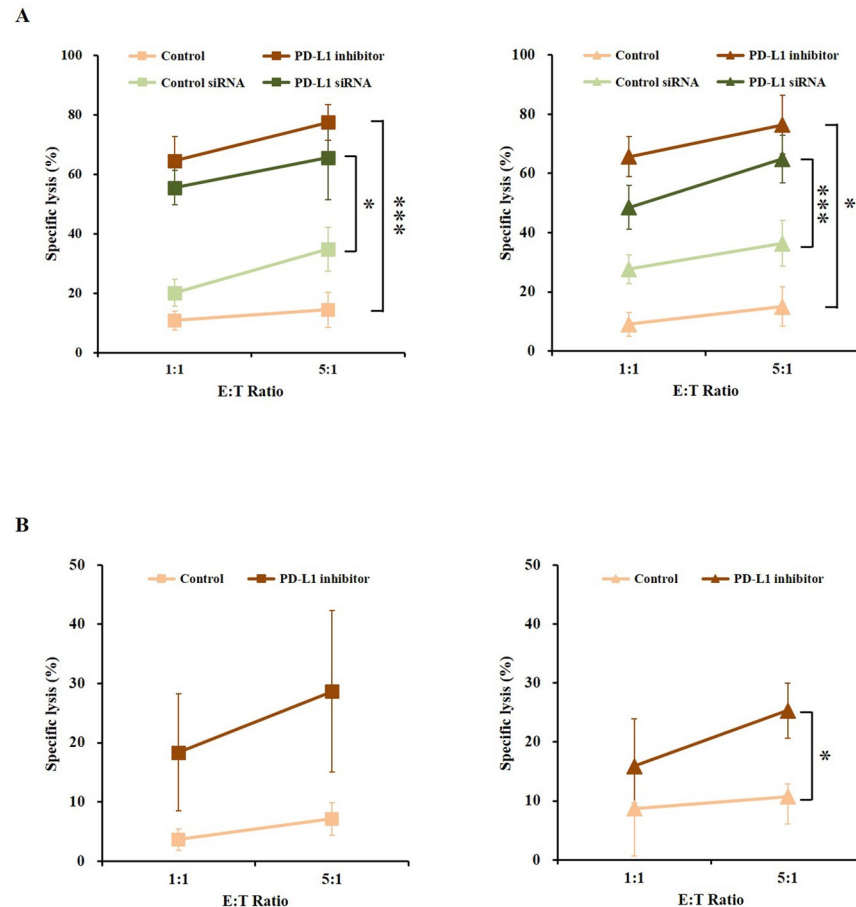 A
Control PD-L1 inhibitor
Control siRNA PD-L1 siRNA
Specific lysis (%)
100
80
60
40
20
0
* ***
1:1 5:1
E:T Ratio
Control PD-L1 inhibitor
Control siRNA PD-L1 siRNA
Specific lysis (%)
100
80
60
40
20
0
*** *
1:1 5:1
E:T Ratio
B
Control PD-L1 inhibitor
Specific lysis (%)
50
40
30
20
10
0
1:1 5:1
E:T Ratio
Control PD-L1 inhibitor
Specific lysis (%)
50
40
30
20
10
0
*
1:1 5:1
E:T Ratio